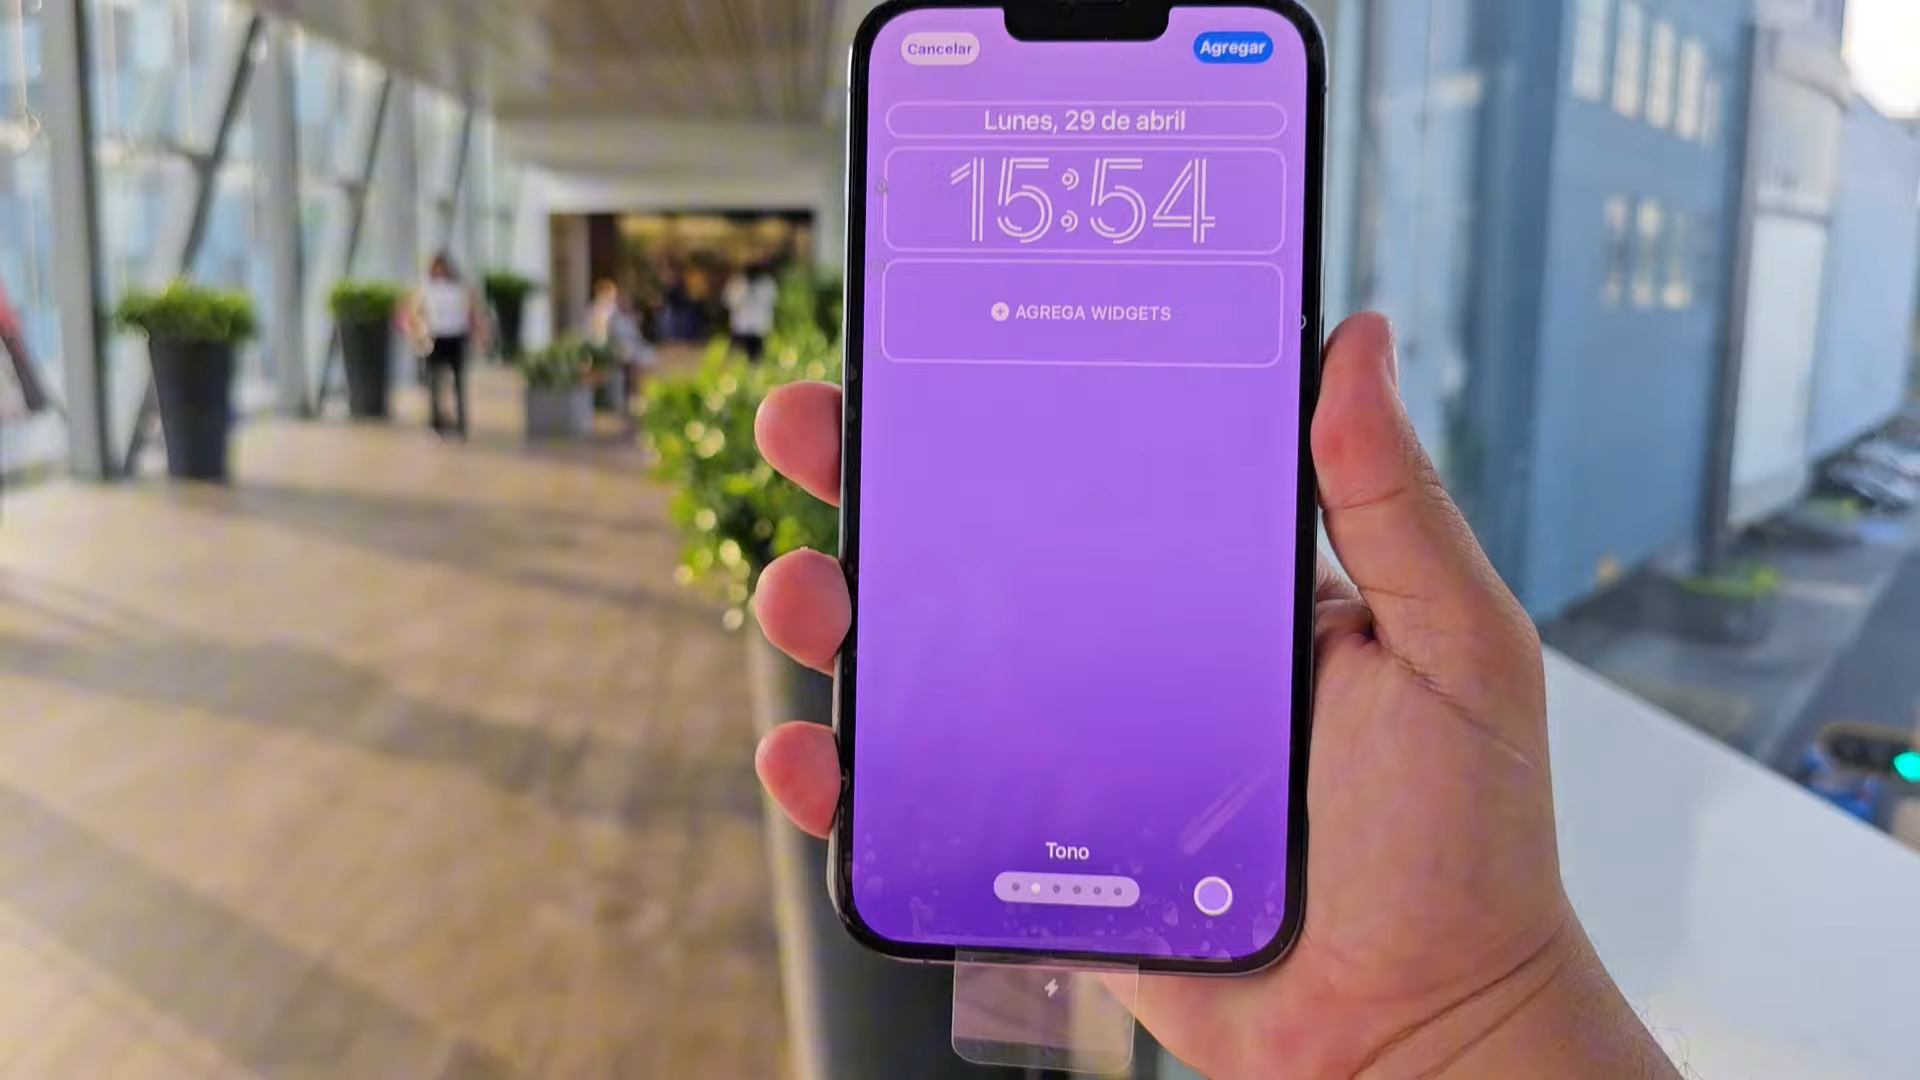 Cancelar
Agregar
Lunes, 29 de abril
15:54
AGREGA WIDGETS
Tono